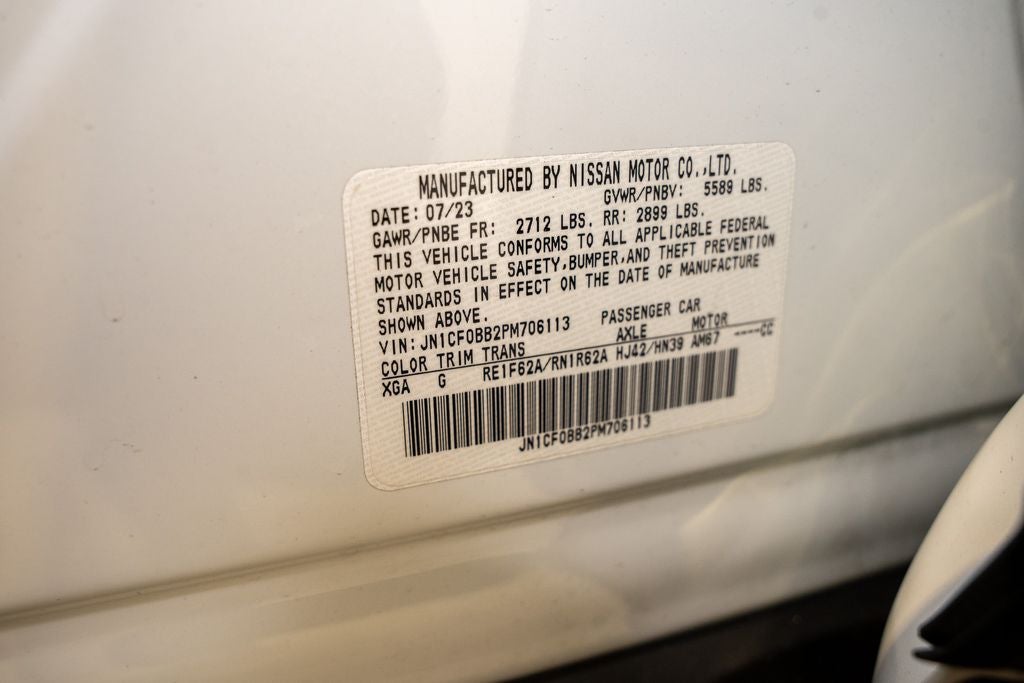 MANUFACTURED BY NISSAN MOTOR CO.,LTD.
DATE: 07/23 GVWR/PNBV: 5589 LBS.
GAWR/PNBE FR: 2712 LBS. RR: 2899 LBS.
THIS VEHICLE CONFORMS TO ALL APPLICABLE FEDERAL
MOTOR VEHICLE SAFETY,BUMPER,AND THEFT PREVENTION
STANDARDS IN EFFECT ON THE DATE OF MANUFACTURE
SHOWN ABOVE.
VIN: JN1CF0BB2PM706113 PASSENGER CAR
COLOR TRIM TRANS AXLE MOTOR
XGA G RE1F62A/RN1R62A HJ42/HN39 AM67 ----CC
JN1CF0BB2PM706113